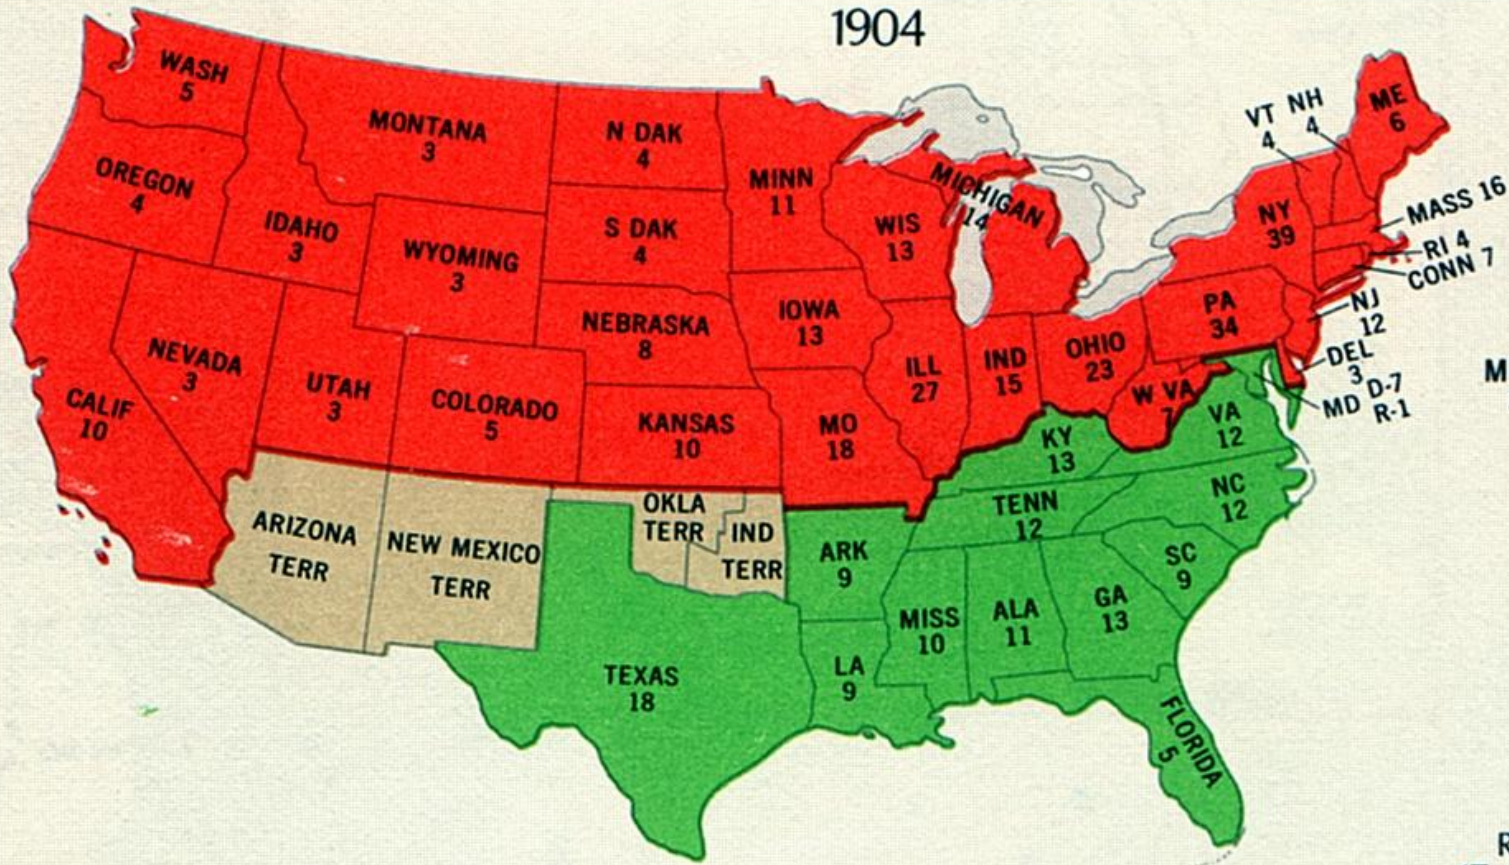 1904
WASH
5
OREGON
4
CALIF
10
NEVADA
3
IDAHO
3
MONTANA
3
WYOMING
3
UTAH
3
COLORADO
5
ARIZONA
TERR
NEW MEXICO
TERR
N DAK
4
S DAK
4
NEBRASKA
8
KANSAS
10
OKLA
TERR
IND
TERR
TEXAS
18
MINN
11
IOWA
13
MO
18
ARK
9
LA
9
WIS
13
ILL
27
MICHIGAN
14
IND
15
OHIO
23
KY
13
TENN
12
MISS
10
ALA
11
GA
13
FLORIDA
5
SC
9
NC
12
VA
12
W VA
7
PA
34
NY
39
VT
4
NH
4
ME
6
MASS 16
RI 4
CONN 7
NJ
12
DEL
3
MD D-7
R-1
M